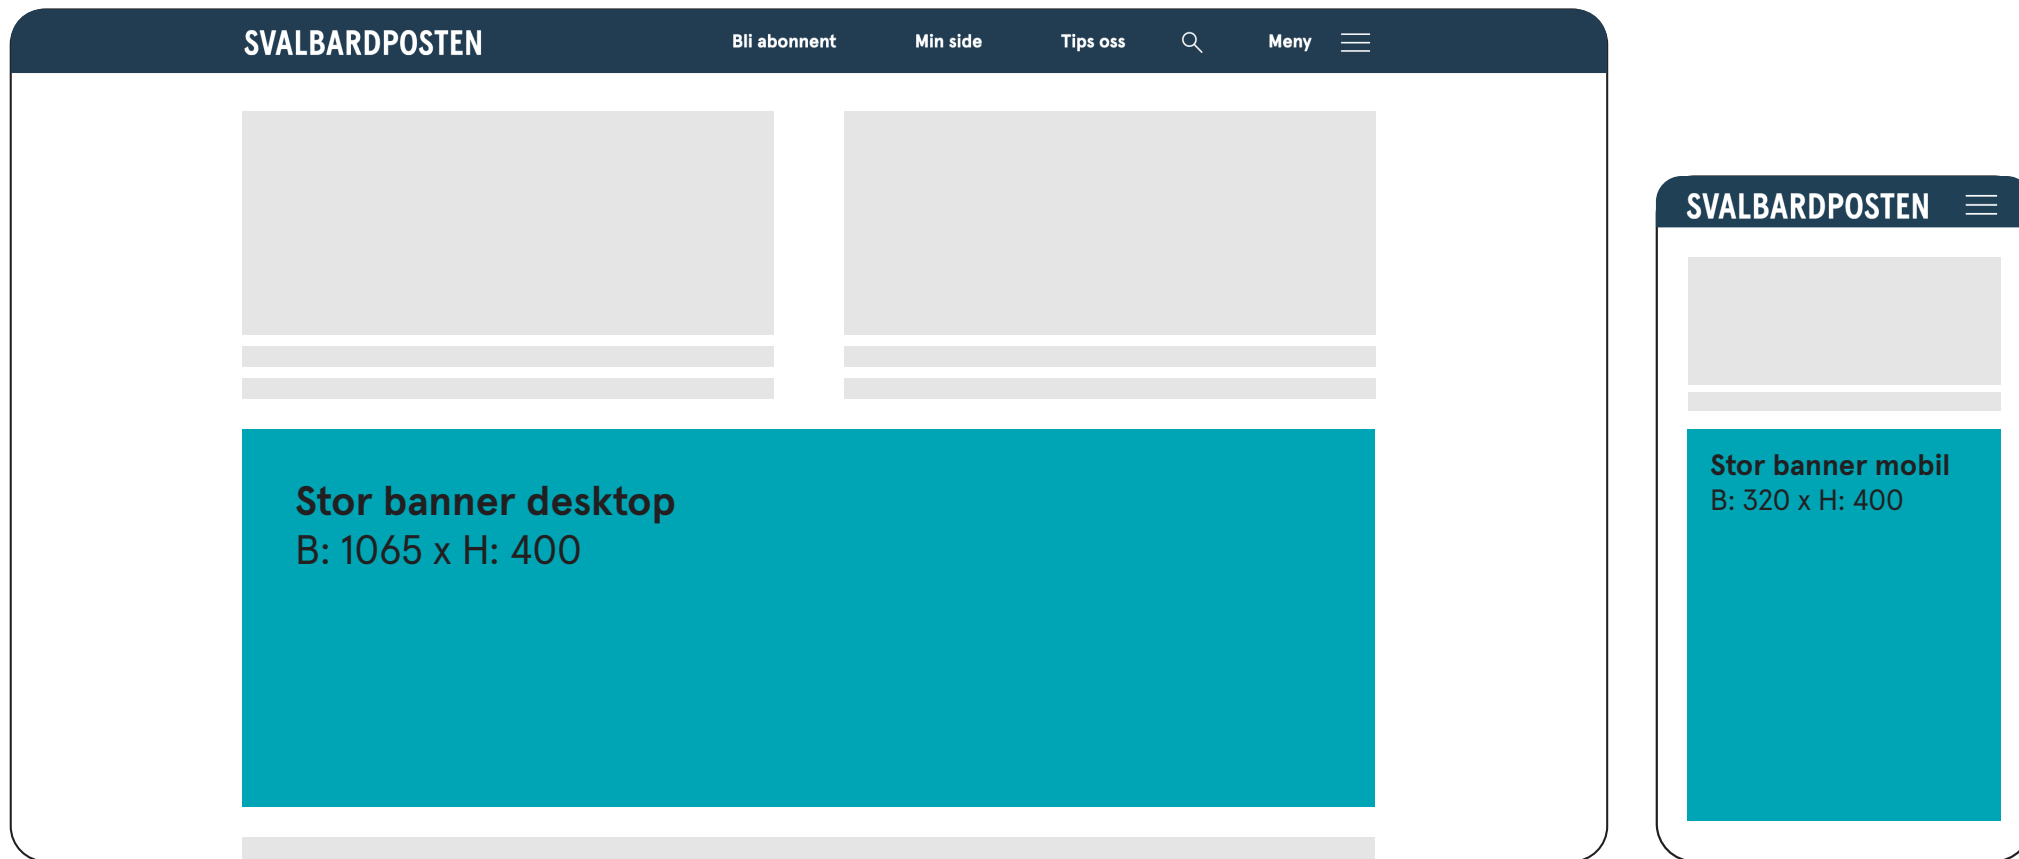 SVALBARDPOSTEN
Bli abonnent
Min side
Tips oss
Meny
Stor banner desktop
B: 1065 x H: 400
SVALBARDPOSTEN
Stor banner mobil
B: 320 x H: 400